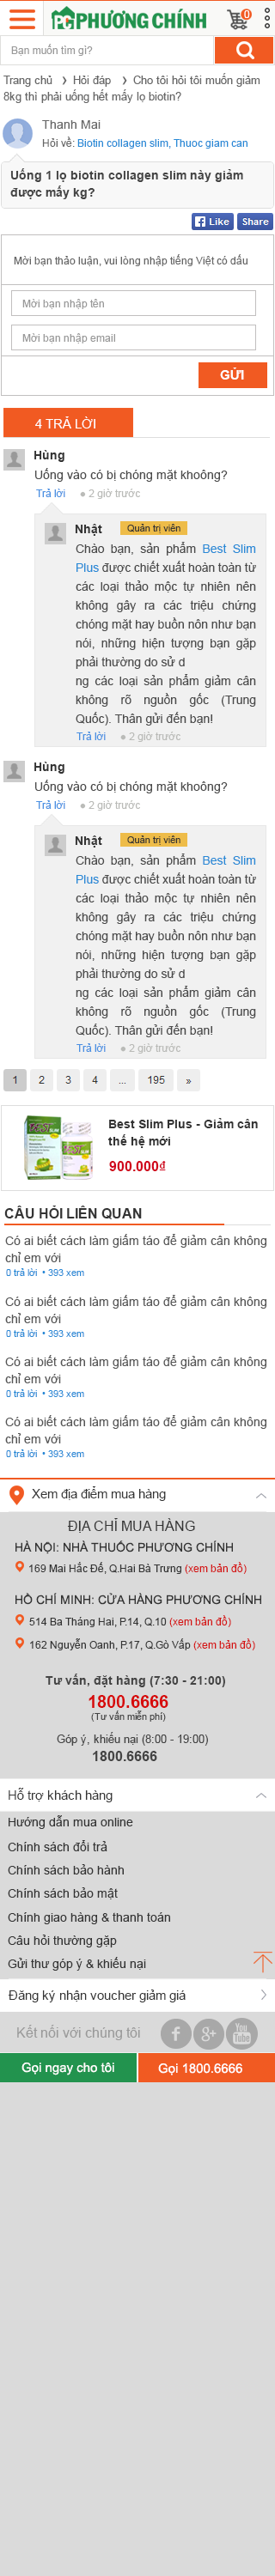 PHƯƠNG CHÍNH
0
Bạn muốn tìm gì?
Trang chủ > Hỏi đáp > Cho tôi hỏi tôi muốn giảm
8kg thì phải uống hết mấy lọ biotin?
Thanh Mai
Hỏi về: Biotin collagen slim, Thuoc giam can
Uống 1 lọ biotin collagen slim này giảm
được mấy kg?
Like
Share
Mời bạn thảo luận, vui lòng nhập tiếng Việt có dấu
Mời bạn nhập tên
Mời bạn nhập email
GỬI
4 TRẢ LỜI
Hùng
Uống vào có bị chóng mặt khoông?
Trả lời ● 2 giờ trước
Nhật Quản trị viên
Chào bạn, sản phẩm Best Slim
Plus được chiết xuất hoàn toàn từ
các loại thảo mộc tự nhiên nên
không gây ra các triệu chứng
chóng mặt hay buồn nôn như bạn
nói, những hiện tượng bạn gặp
phải thường do sử d
ng các loại sản phẩm giảm cân
không rõ nguồn gốc (Trung
Quốc). Thân gửi đến bạn!
Trả lời ● 2 giờ trước
Hùng
Uống vào có bị chóng mặt khoông?
Trả lời ● 2 giờ trước
Nhật Quản trị viên
Chào bạn, sản phẩm Best Slim
Plus được chiết xuất hoàn toàn từ
các loại thảo mộc tự nhiên nên
không gây ra các triệu chứng
chóng mặt hay buồn nôn như bạn
nói, những hiện tượng bạn gặp
phải thường do sử d
ng các loại sản phẩm giảm cân
không rõ nguồn gốc (Trung
Quốc). Thân gửi đến bạn!
Trả lời ● 2 giờ trước
1 2 3 4 ... 195 »
Best Slim Plus - Giảm cân
thế hệ mới
900.000đ
CÂU HỎI LIÊN QUAN
Có ai biết cách làm giấm táo để giảm cân không
chỉ em với
0 trả lời • 393 xem
Có ai biết cách làm giấm táo để giảm cân không
chỉ em với
0 trả lời • 393 xem
Có ai biết cách làm giấm táo để giảm cân không
chỉ em với
0 trả lời • 393 xem
Có ai biết cách làm giấm táo để giảm cân không
chỉ em với
0 trả lời • 393 xem
Xem địa điểm mua hàng
ĐỊA CHỈ MUA HÀNG
HÀ NỘI: NHÀ THUỐC PHƯƠNG CHÍNH
169 Mai Hắc Đế, Q.Hai Bà Trưng (xem bản đồ)
HỒ CHÍ MINH: CỬA HÀNG PHƯƠNG CHÍNH
514 Ba Tháng Hai, P.14, Q.10 (xem bản đồ)
162 Nguyễn Oanh, P.17, Q.Gò Vấp (xem bản đồ)
Tư vấn, đặt hàng (7:30 - 21:00)
1800.6666
(Tư vấn miễn phí)
Góp ý, khiếu nại (8:00 - 19:00)
1800.6666
Hỗ trợ khách hàng
Hướng dẫn mua online
Chính sách đổi trả
Chính sách bảo hành
Chính sách bảo mật
Chính giao hàng & thanh toán
Câu hỏi thường gặp
Gửi thư góp ý & khiếu nại
Đăng ký nhận voucher giảm giá
Kết nối với chúng tôi
Gọi ngay cho tôi
Gọi 1800.6666